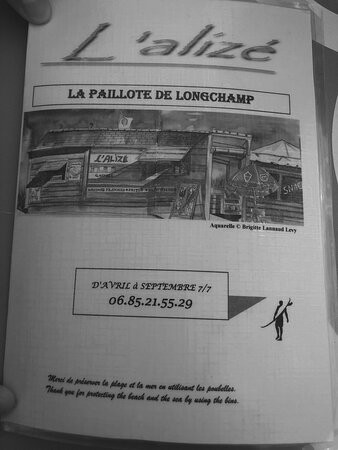 L'alizé
LA PAILLOTE DE LONGCHAMP
L'ALIZÉ
SNACK
Aquarelle © Brigitte Lannaud Levy
D'AVRIL à SEPTEMBRE 7/7
06.85.21.55.29
Merci de préserver la plage et la mer en utilisant les poubelles.
Thank you for protecting the beach and the sea by using the bins.